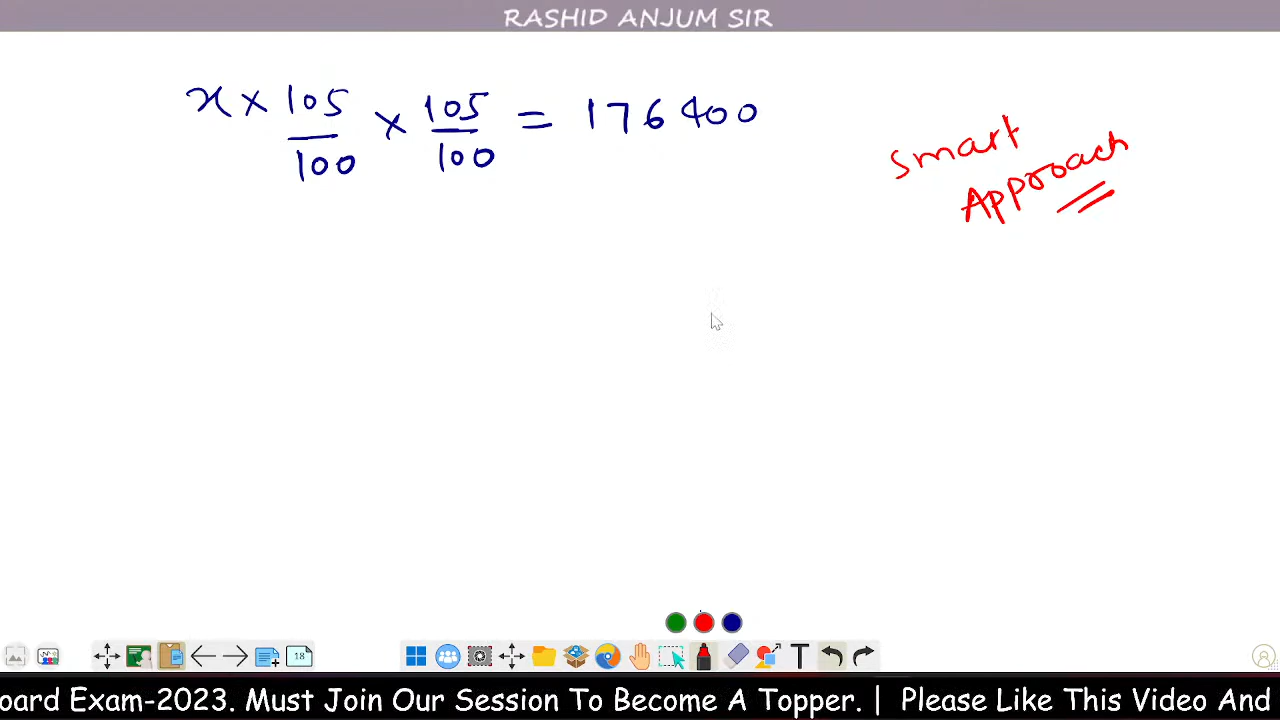 RASHID ANJUM SIR
x × 105/100 × 105/100 = 176400
Smart
Approach
18
oard Exam-2023. Must Join Our Session To Become A Topper. | Please Like This Video And